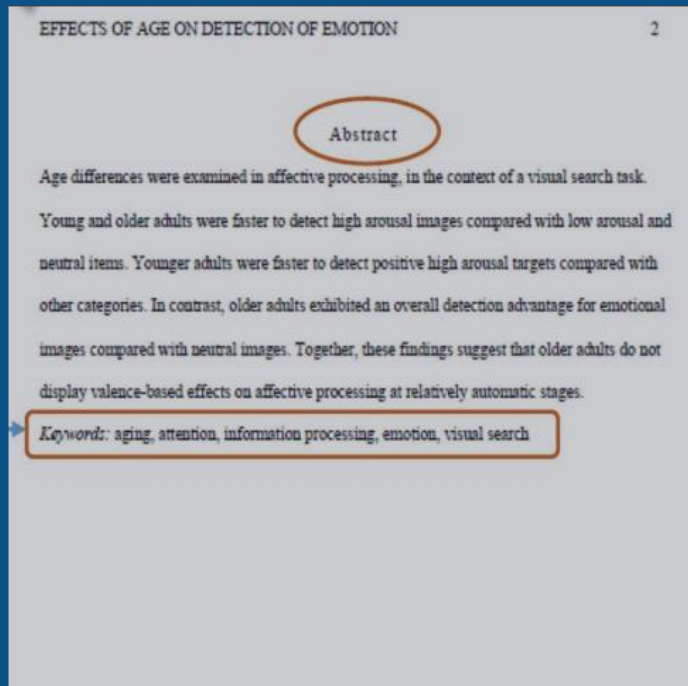 EFFECTS OF AGE ON DETECTION OF EMOTION 2
Abstract
Age differences were examined in affective processing, in the context of a visual search task.
Young and older adults were faster to detect high arousal images compared with low arousal and
neutral items. Younger adults were faster to detect positive high arousal targets compared with
other categories. In contrast, older adults exhibited an overall detection advantage for emotional
images compared with neutral images. Together, these findings suggest that older adults do not
display valence-based effects on affective processing at relatively automatic stages.
Keywords: aging, attention, information processing, emotion, visual search